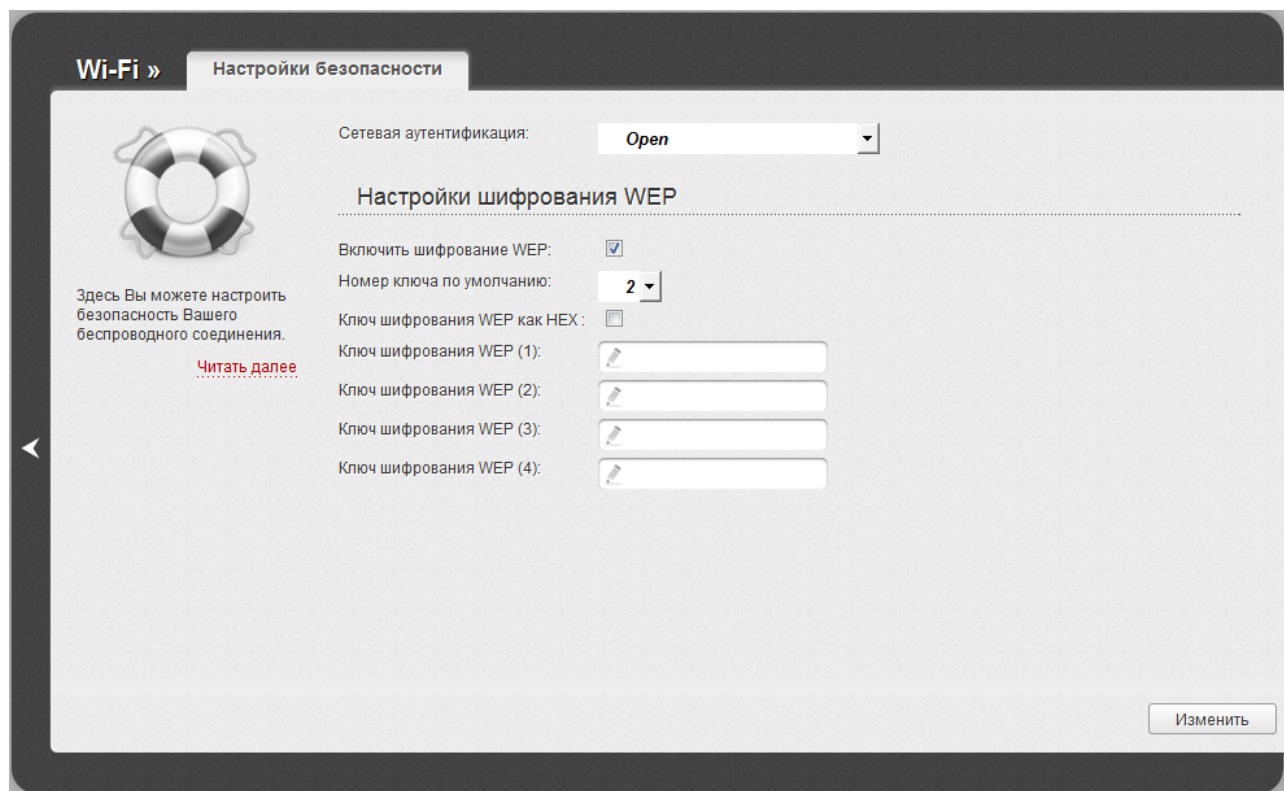 Wi-Fi »
Настройки безопасности
Здесь Вы можете настроить
безопасность Вашего
беспроводного соединения.
Читать далее
Сетевая аутентификация:
Open
Настройки шифрования WEP
Включить шифрование WEP:
Номер ключа по умолчанию:
2
Ключ шифрования WEP как HEX :
Ключ шифрования WEP (1):
Ключ шифрования WEP (2):
Ключ шифрования WEP (3):
Ключ шифрования WEP (4):
Изменить